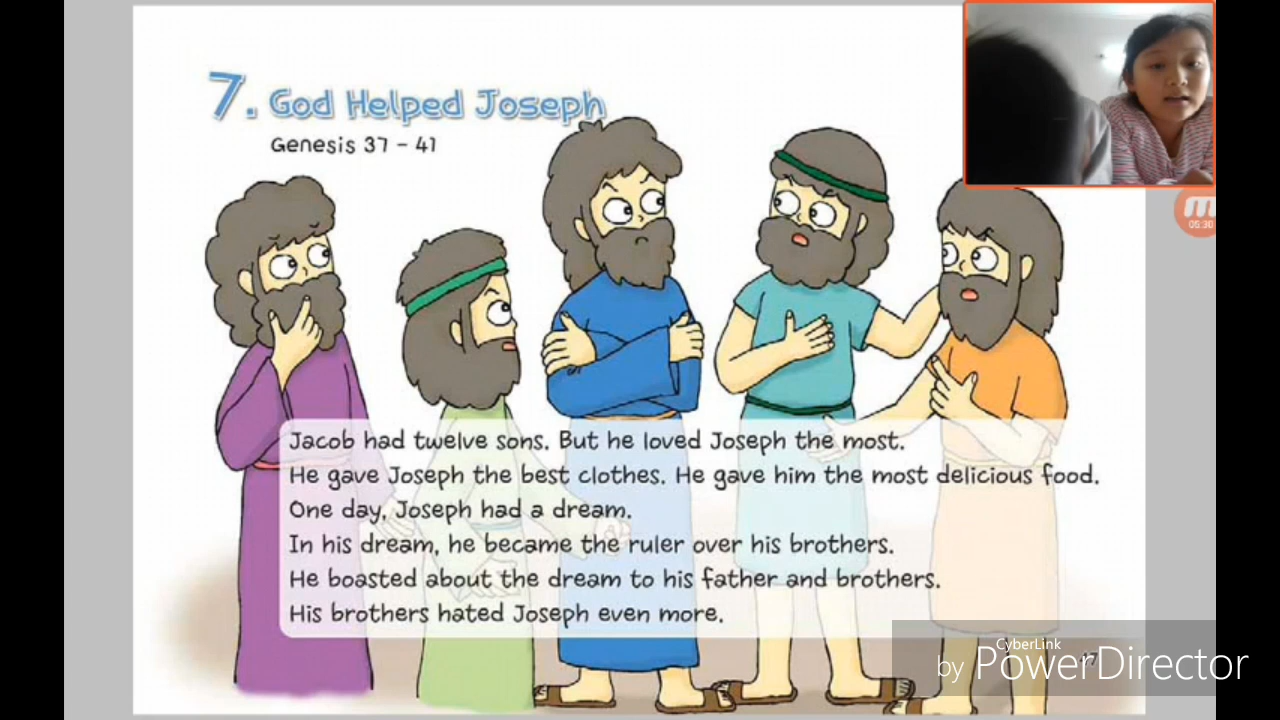 7. God Helped Joseph
Genesis 37 - 41
Jacob had twelve sons. But he loved Joseph the most.
He gave Joseph the best clothes. He gave him the most delicious food.
One day, Joseph had a dream.
In his dream, he became the ruler over his brothers.
He boasted about the dream to his father and brothers.
His brothers hated Joseph even more.
05:30
CyberLink
by PowerDirector